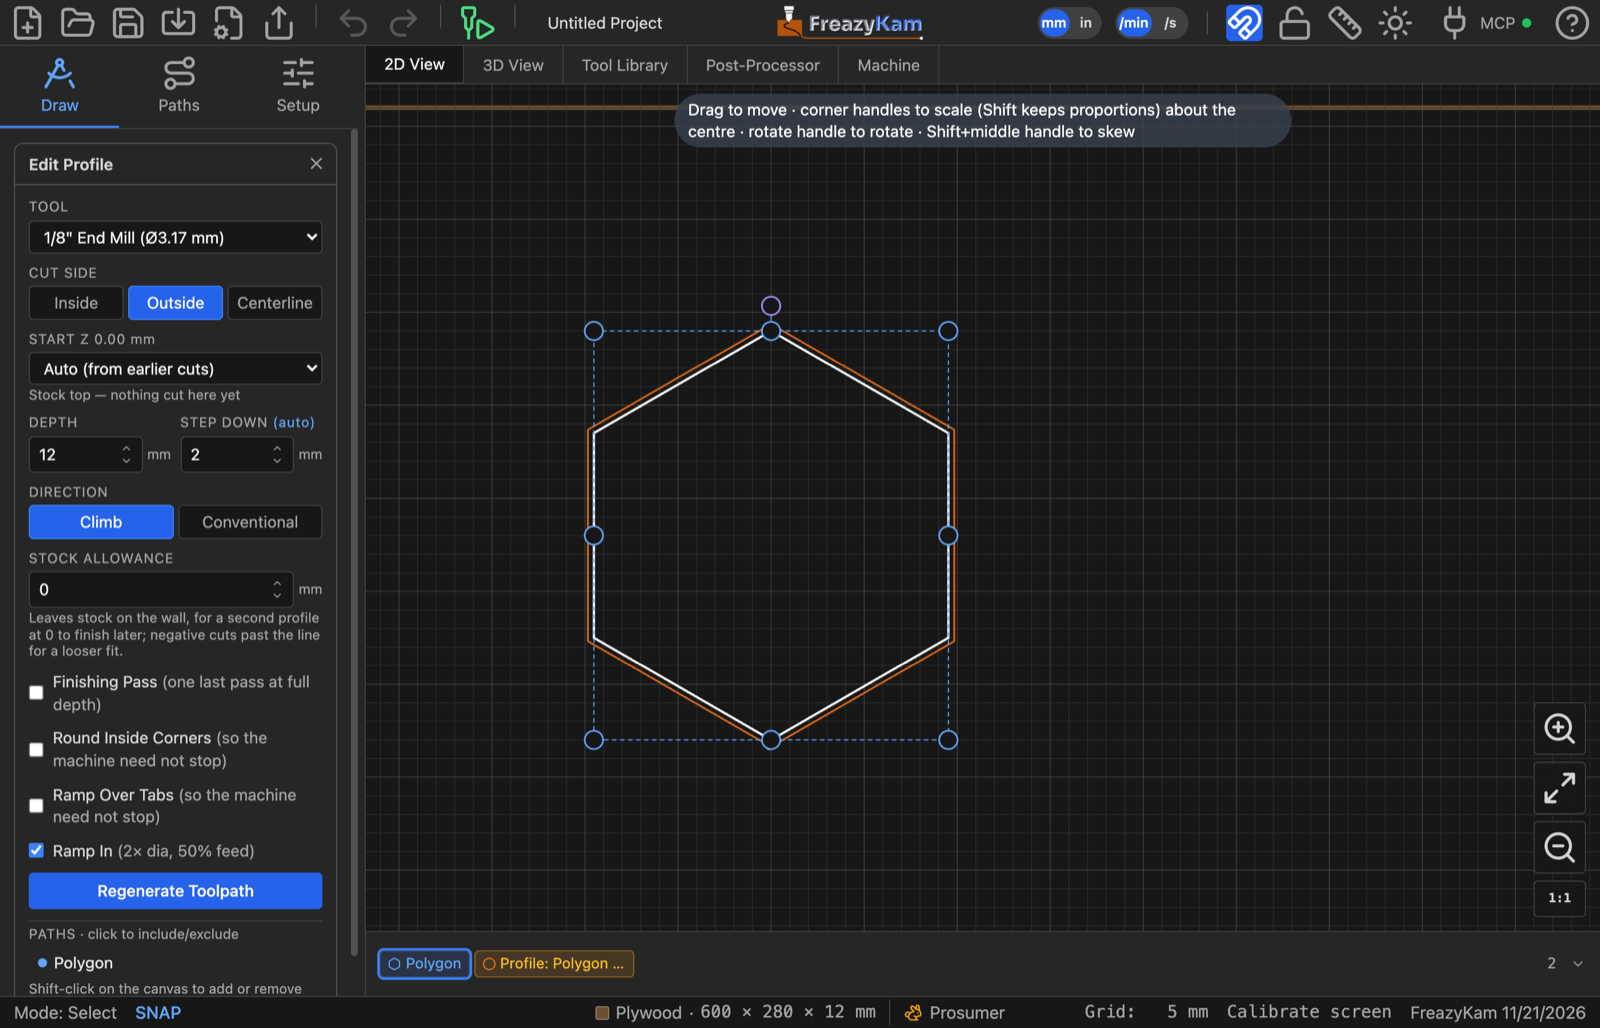 Untitled Project
FreazyKam
mm in
/min /s
MCP
Draw
Paths
Setup
2D View
3D View
Tool Library
Post-Processor
Machine
Drag to move · corner handles to scale (Shift keeps proportions) about the
centre · rotate handle to rotate · Shift+middle handle to skew
Edit Profile
TOOL
1/8" End Mill (Ø3.17 mm)
CUT SIDE
Inside
Outside
Centerline
START Z 0.00 mm
Auto (from earlier cuts)
Stock top — nothing cut here yet
DEPTH
STEP DOWN (auto)
12 mm
2 mm
DIRECTION
Climb
Conventional
STOCK ALLOWANCE
0 mm
Leaves stock on the wall, for a second profile
at 0 to finish later; negative cuts past the line
for a looser fit.
Finishing Pass (one last pass at full
depth)
Round Inside Corners (so the
machine need not stop)
Ramp Over Tabs (so the machine
need not stop)
Ramp In (2× dia, 50% feed)
Regenerate Toolpath
PATHS · click to include/exclude
Polygon
Shift-click on the canvas to add or remove
1:1
Polygon
Profile: Polygon ...
2
Mode: Select
SNAP
Plywood · 600 × 280 × 12 mm
Prosumer
Grid: 5 mm
Calibrate screen
FreazyKam 11/21/2026